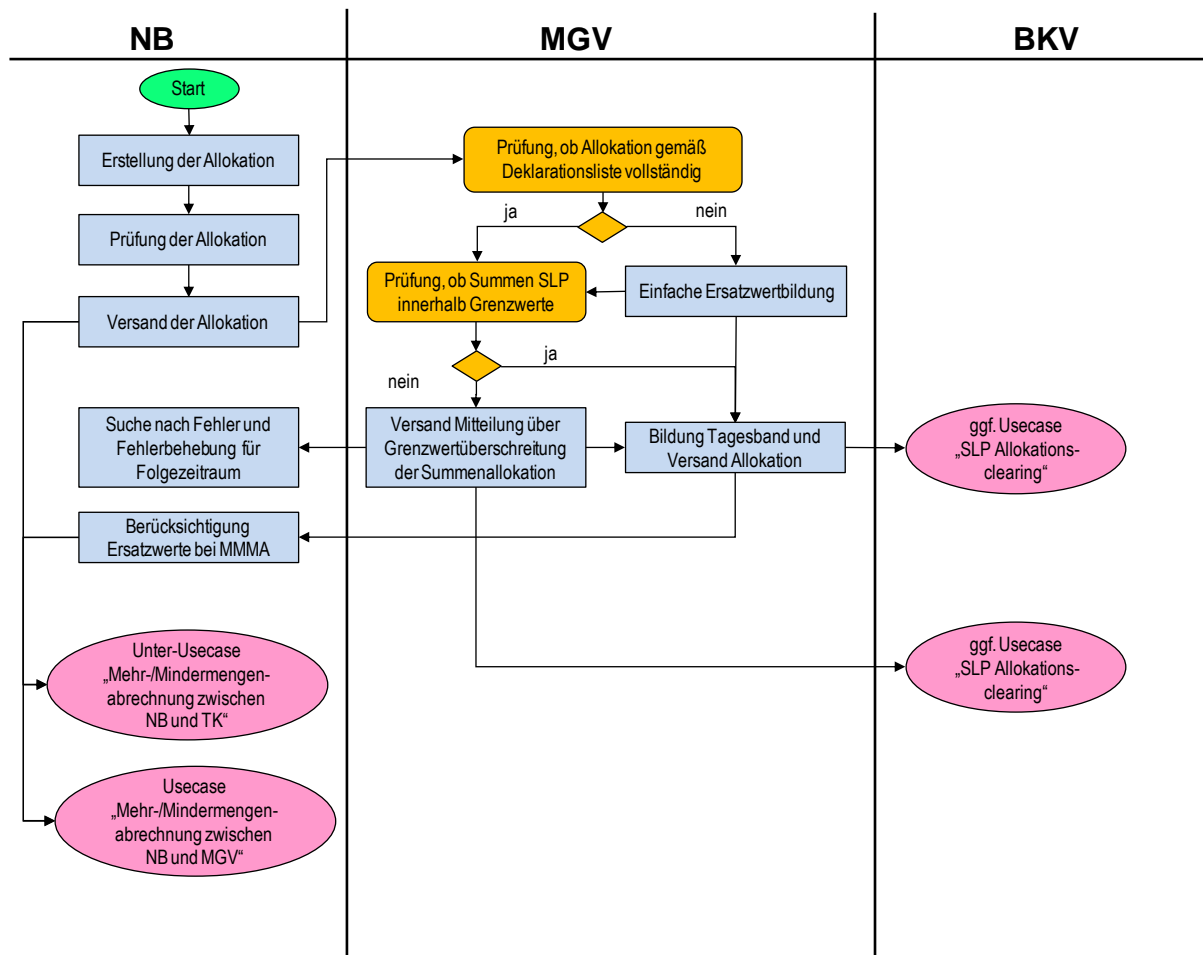 NB
MGV
BKV
Start
Erstellung der Allokation
Prüfung der Allokation
Versand der Allokation
Prüfung, ob Allokation gemäß
Deklarationsliste vollständig
ja
nein
Prüfung, ob Summen SLP
innerhalb Grenzwerte
Einfache Ersatzwertbildung
ja
nein
Suche nach Fehler und
Fehlerbehebung für
Folgezeitraum
Versand Mitteilung über
Grenzwertüberschreitung
der Summenallokation
Bildung Tagesband und
Versand Allokation
ggf. Usecase
„SLP Allokations-
clearing“
Berücksichtigung
Ersatzwerte bei MMMA
Unter-Usecase
„Mehr-/Mindermengen-
abrechnung zwischen
NB und TK“
ggf. Usecase
„SLP Allokations-
clearing“
Usecase
„Mehr-/Mindermengen-
abrechnung zwischen
NB und MGV“